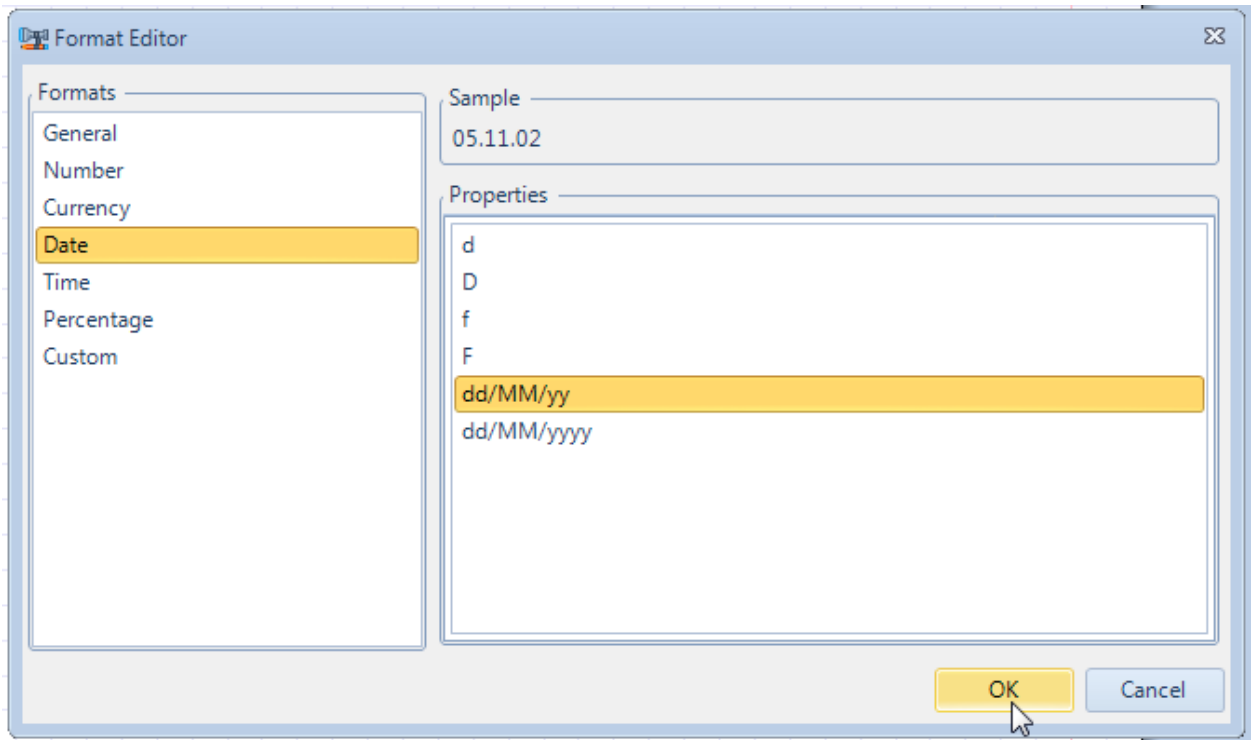 Format Editor
Formats
General
Number
Currency
Date
Time
Percentage
Custom
Sample
05.11.02
Properties
d
D
f
F
dd/MM/yy
dd/MM/yyyy
OK
Cancel